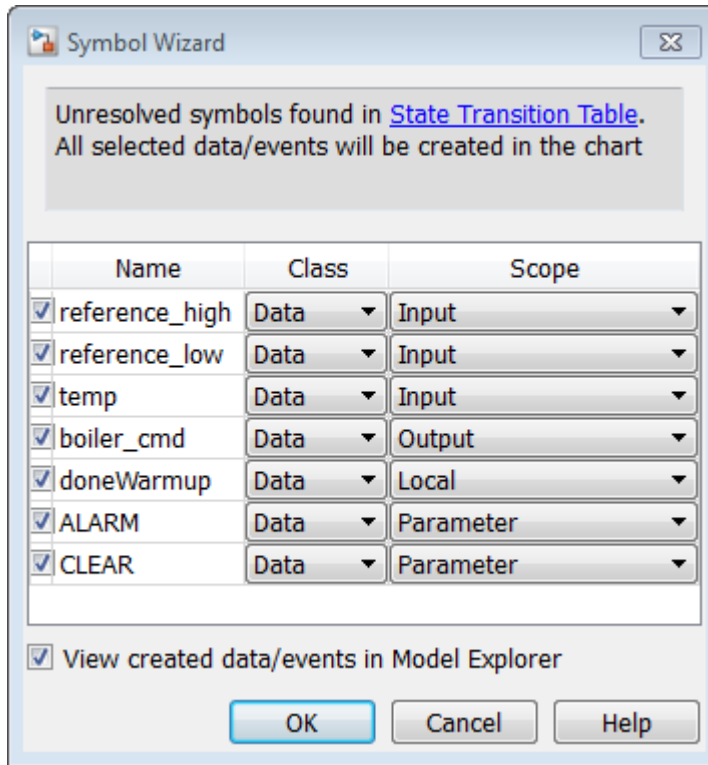 Symbol Wizard
Unresolved symbols found in State Transition Table.
All selected data/events will be created in the chart
Name Class Scope
reference_high Data Input
reference_low Data Input
temp Data Input
boiler_cmd Data Output
doneWarmup Data Local
ALARM Data Parameter
CLEAR Data Parameter
View created data/events in Model Explorer
OK Cancel Help